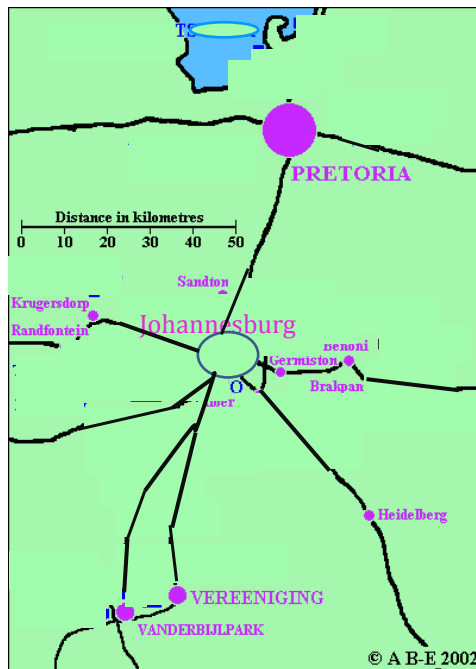 PRETORIA
Distance in kilometres
0 10 20 30 40 50
Sandton
Krugersdorp
Johannesburg
Randfontein
Benoni
Germiston
Brakpan
O
Heidelberg
VEREENIGING
VANDERBIJLPARK
© A B-E 2002